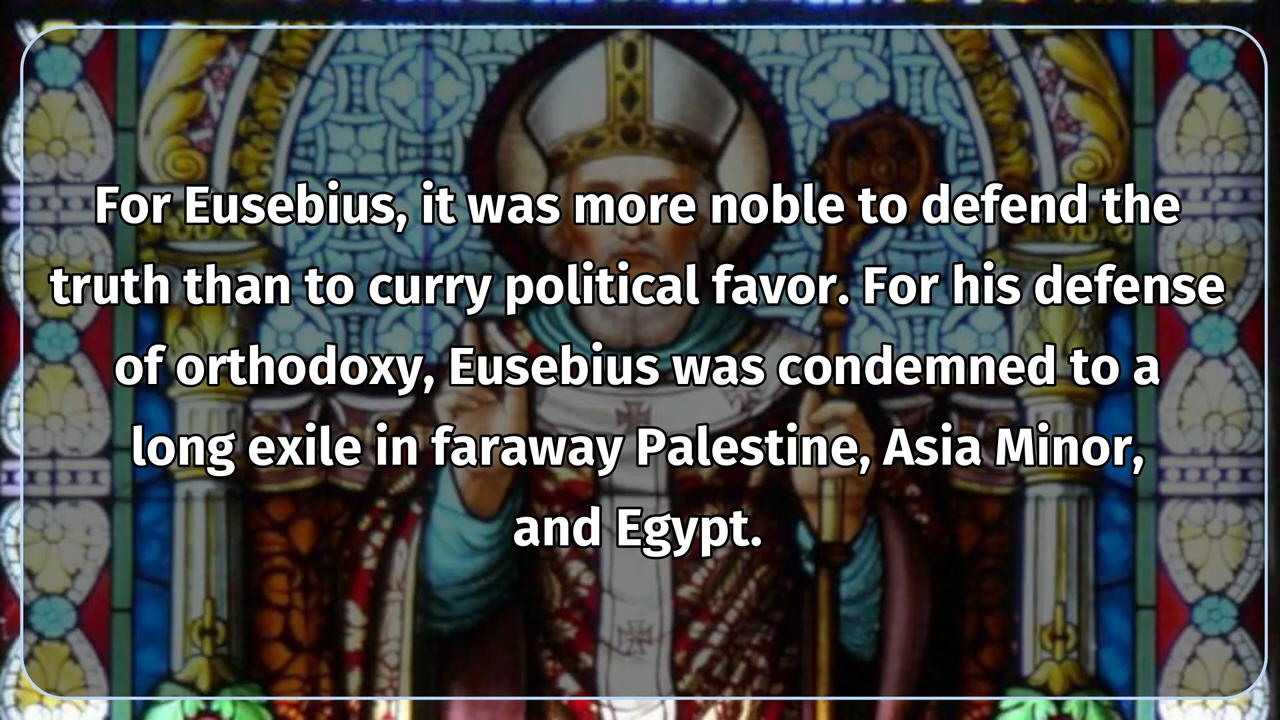 For Eusebius, it was more noble to defend the
truth than to curry political favor. For his defense
of orthodoxy, Eusebius was condemned to a
long exile in faraway Palestine, Asia Minor,
and Egypt.